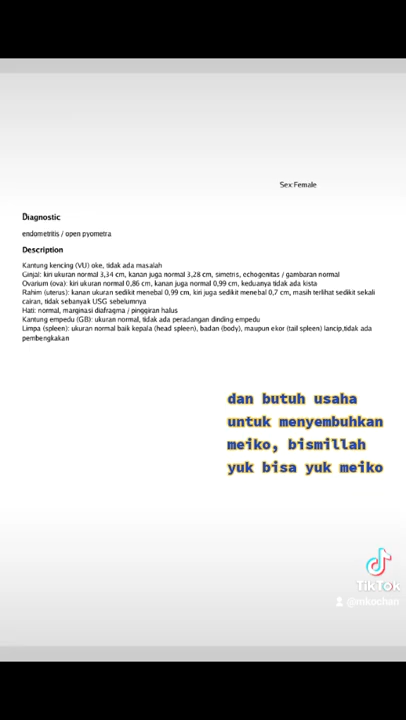 Sex:Female
Diagnostic
endometritis / open pyometra
Description
Kantung kencing (VU) oke, tidak ada masalah
Ginjal: kiri ukuran normal 3,34 cm, kanan juga normal 3,28 cm, simetris, echogenitas / gambaran normal
Ovarium (ova): kiri ukuran normal 0,86 cm, kanan juga normal 0,99 cm, keduanya tidak ada kista
Rahim (uterus): kanan ukuran sedikit menebal 0,99 cm, kiri juga sedikit menebal 0,7 cm, masih terlihat sedikit sekali
cairan, tidak sebanyak USG sebelumnya
Hati: normal, marginasi diafragma / pinggiran halus
Kantung empedu (GB): ukuran normal, tidak ada peradangan dinding empedu
Limpa (spleen): ukuran normal baik kepala (head spleen), badan (body), maupun ekor (tail spleen) lancip,tidak ada
pembengkakan
dan butuh usaha
untuk menyembuhkan
meiko, bismillah
yuk bisa yuk meiko
TikTok
@mkochan